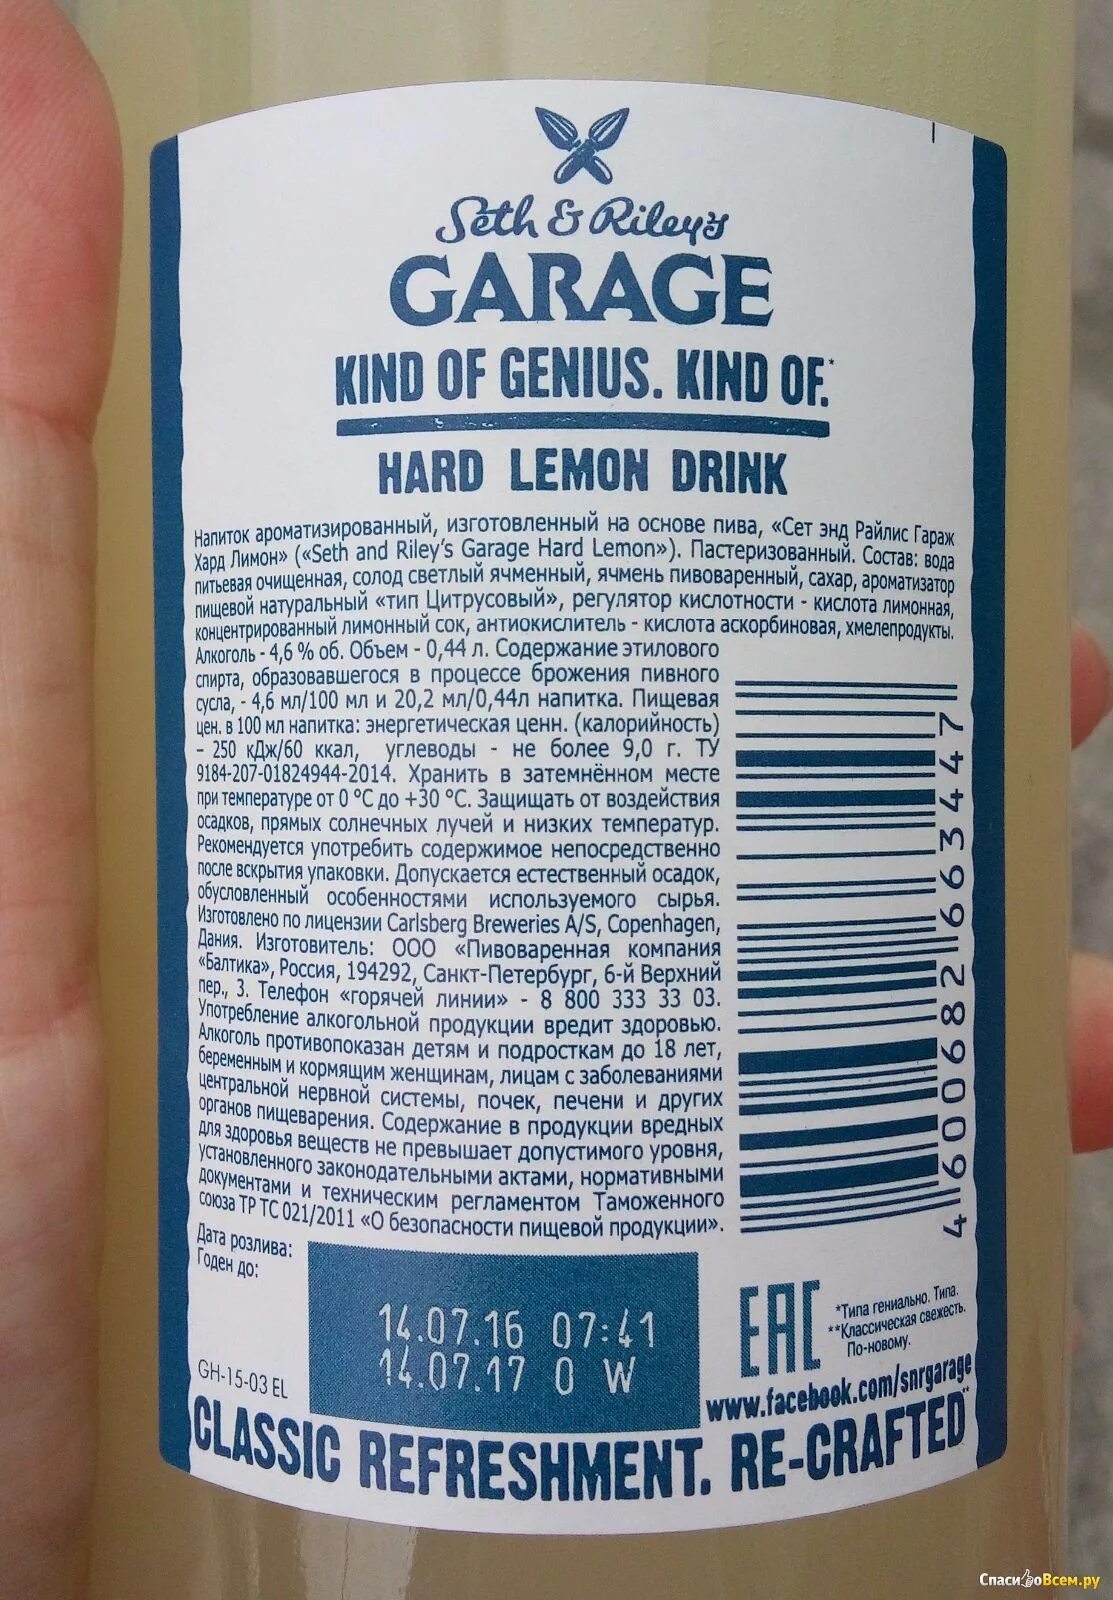 Seth & Riley's
GARAGE
KIND OF GENIUS. KIND OF.*
HARD LEMON DRINK
Напиток ароматизированный, изготовленный на основе пива, «Сет энд Райлис Гараж
Хард Лимон» («Seth and Riley's Garage Hard Lemon»). Пастеризованный. Состав: вода
питьевая очищенная, солод светлый ячменный, ячмень пивоваренный, сахар, ароматизатор
пищевой натуральный «тип Цитрусовый», регулятор кислотности - кислота лимонная,
концентрированный лимонный сок, антиокислитель - кислота аскорбиновая, хмелепродукты.
Алкоголь - 4,6 % об. Объем - 0,44 л. Содержание этилового
спирта, образовавшегося в процессе брожения пивного
сусла, - 4,6 мл/100 мл и 20,2 мл/0,44л напитка. Пищевая
цен. в 100 мл напитка: энергетическая ценн. (калорийность)
– 250 кДж/60 ккал, углеводы - не более 9,0 г. ТУ
9184-207-01824944-2014. Хранить в затемнённом месте
при температуре от 0 °С до +30 °С. Защищать от воздействия
осадков, прямых солнечных лучей и низких температур.
Рекомендуется употребить содержимое непосредственно
после вскрытия упаковки. Допускается естественный осадок,
обусловленный особенностями используемого сырья.
Изготовлено по лицензии Carlsberg Breweries A/S, Copenhagen,
Дания. Изготовитель: ООО «Пивоваренная компания
«Балтика», Россия, 194292, Санкт-Петербург, 6-й Верхний
пер., 3. Телефон «горячей линии» - 8 800 333 33 03.
Употребление алкогольной продукции вредит здоровью.
Алкоголь противопоказан детям и подросткам до 18 лет,
беременным и кормящим женщинам, лицам с заболеваниями
центральной нервной системы, почек, печени и других
органов пищеварения. Содержание в продукции вредных
для здоровья веществ не превышает допустимого уровня,
установленного законодательными актами, нормативными
документами и техническим регламентом Таможенного
союза ТР ТС 021/2011 «О безопасности пищевой продукции».
4600682663447
Дата розлива:
Годен до:
14.07.16 07:41
14.07.17 0 W
GH-15-03 EL
EAC
*Типа гениально. Типа.
**Классическая свежесть.
По-новому.
www.facebook.com/snrgarage
CLASSIC REFRESHMENT. RE-CRAFTED**
СпасибоВсем.ру